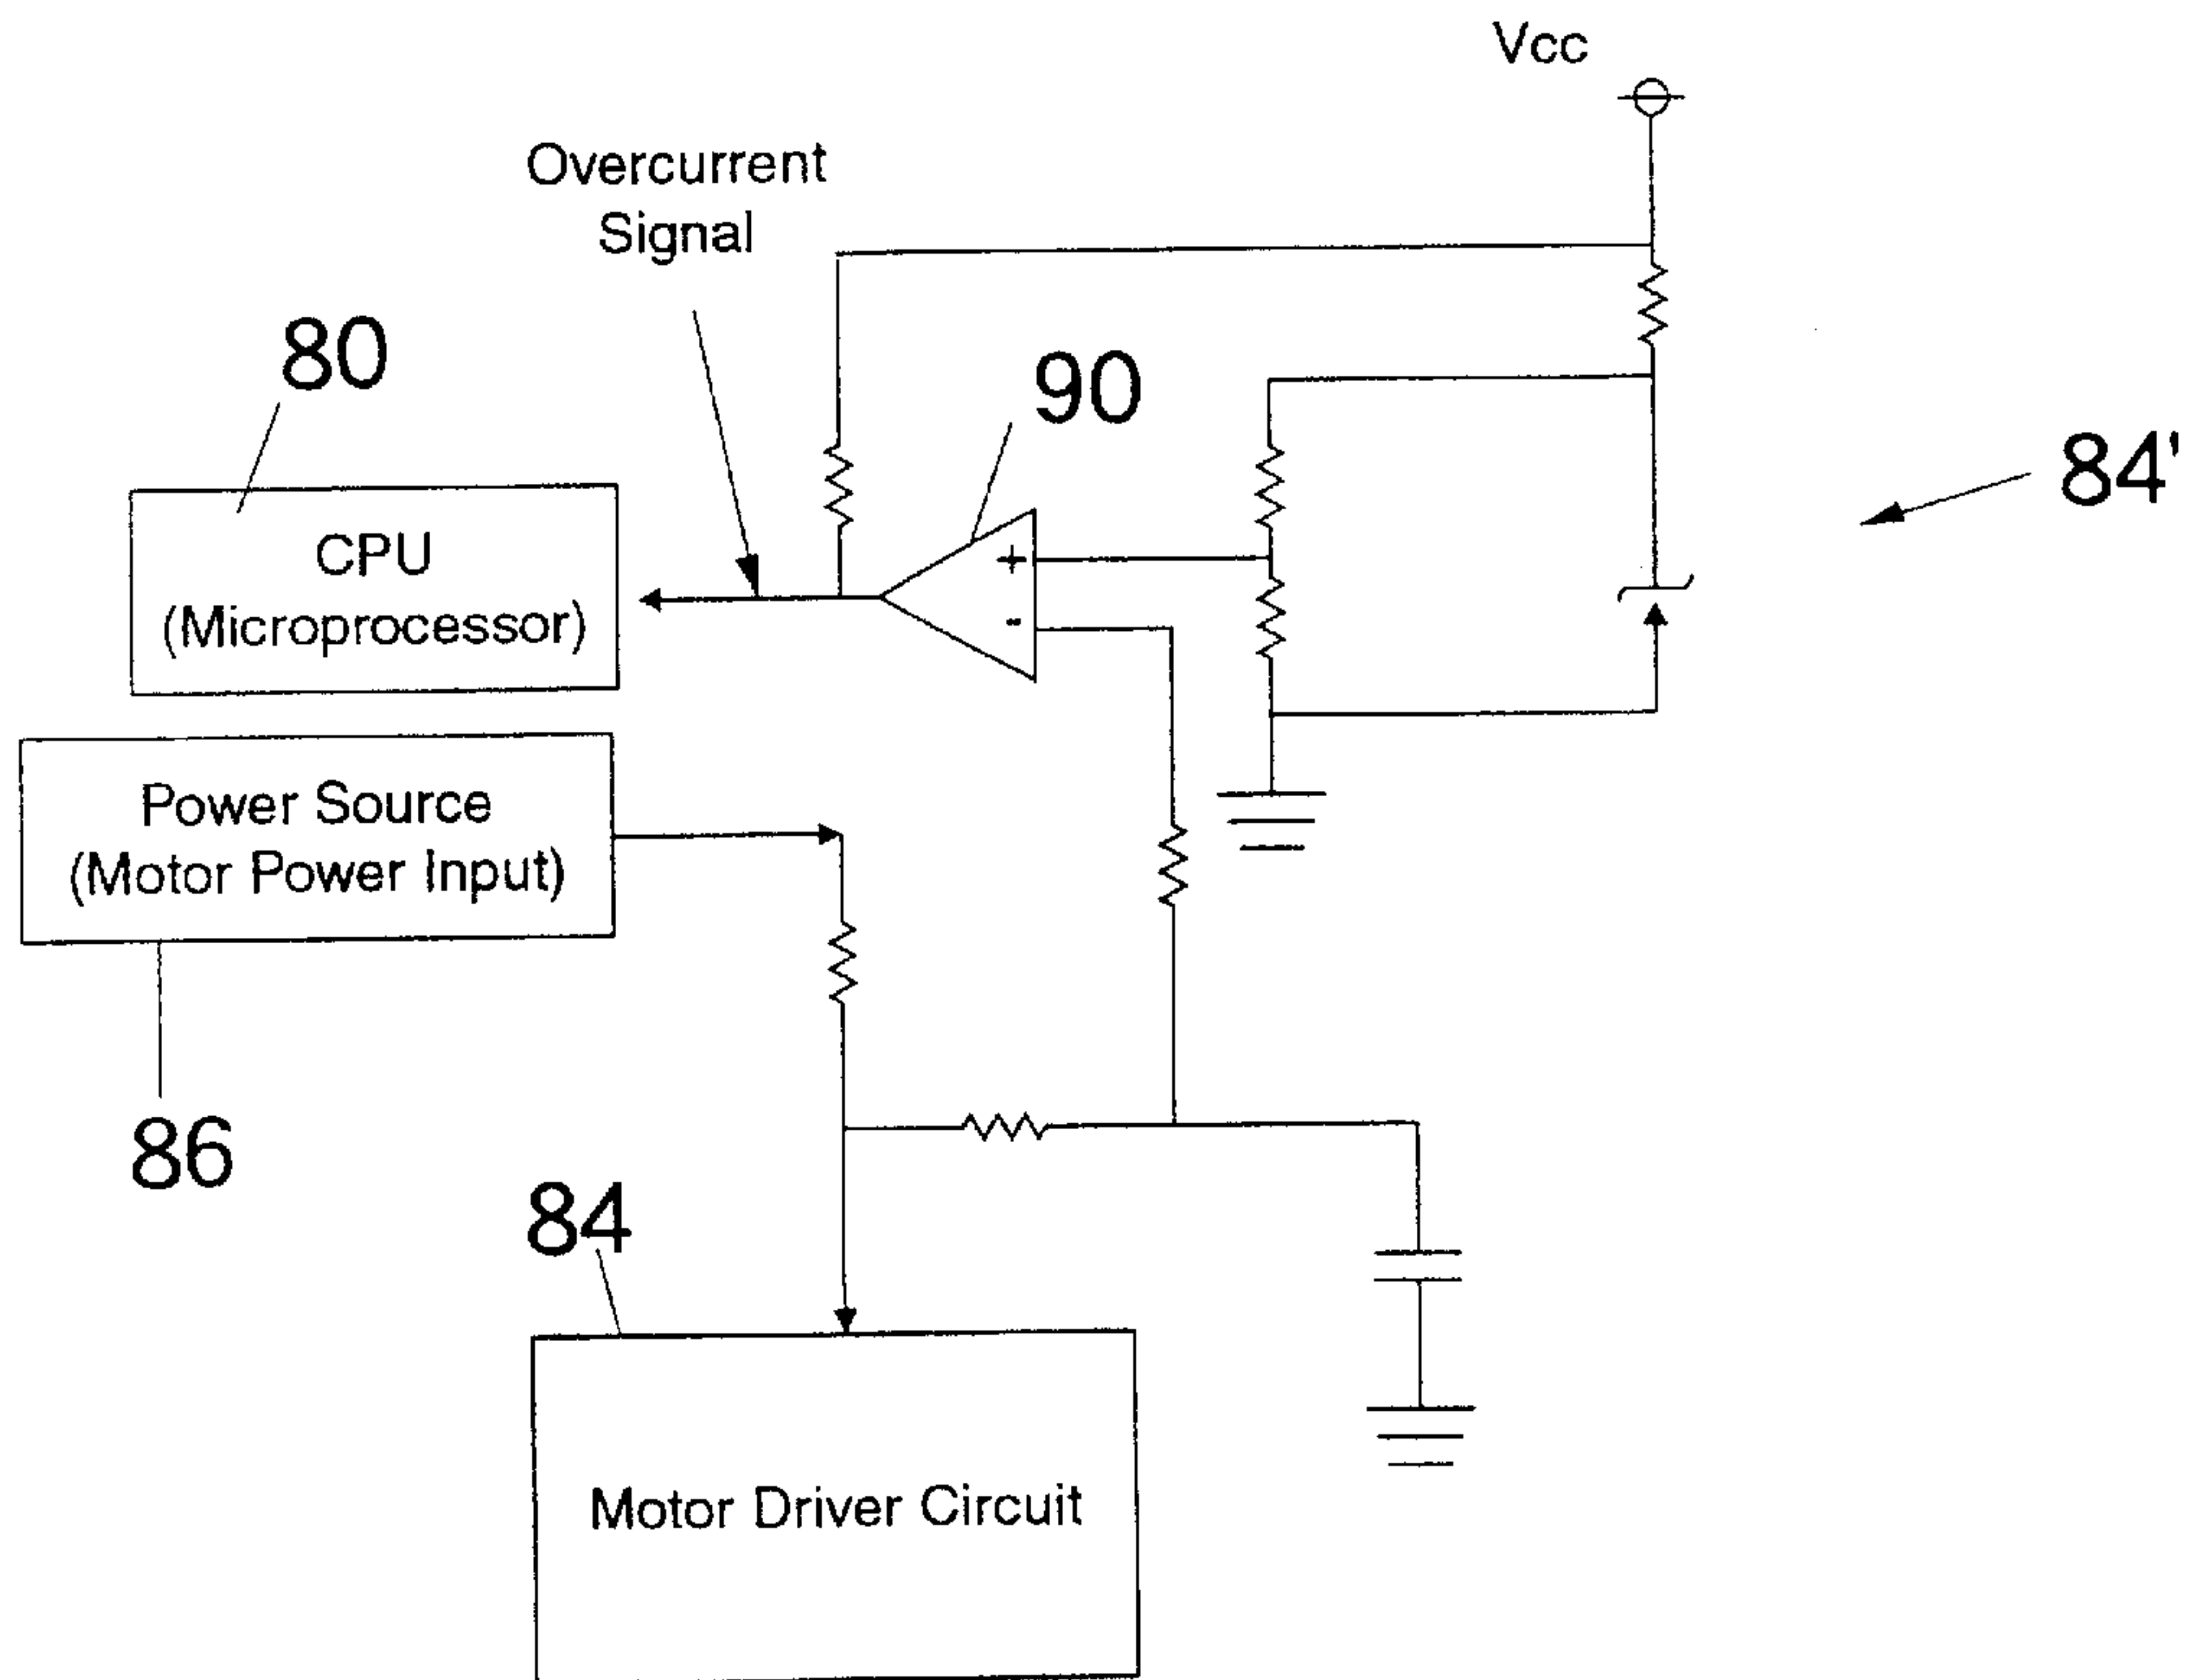 Vcc
Overcurrent
Signal
80
90
84'
CPU
(Microprocessor)
+
-
Power Source
(Motor Power Input)
86
84
Motor Driver Circuit